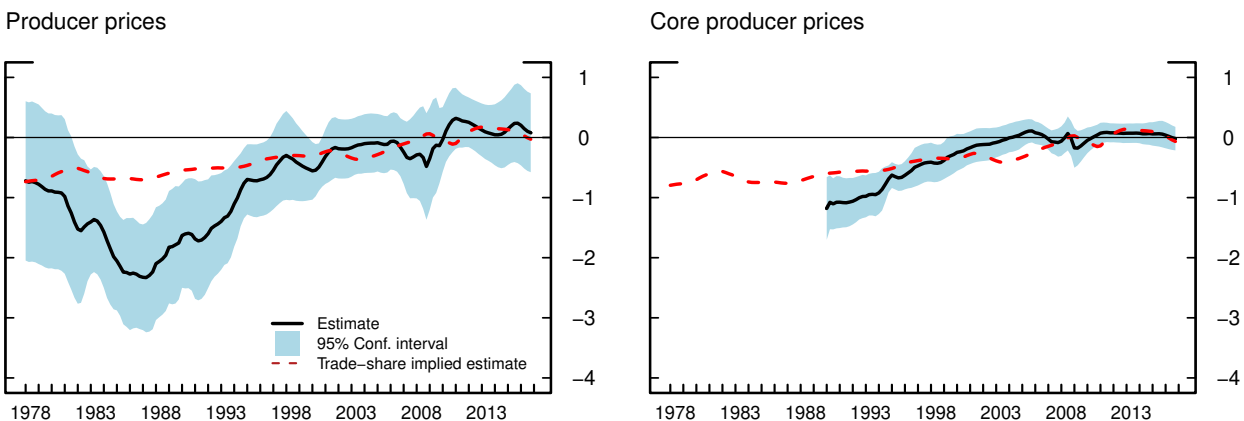 Producer prices
1
0
−1
−2
−3
−4
Estimate
95% Conf. interval
Trade−share implied estimate
1978 1983 1988 1993 1998 2003 2008 2013
Core producer prices
1
0
−1
−2
−3
−4
1978 1983 1988 1993 1998 2003 2008 2013